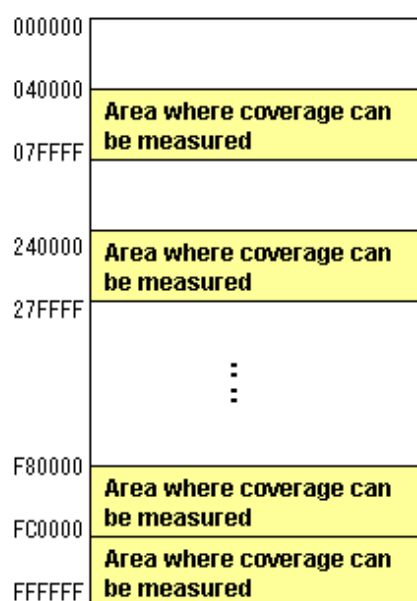 000000
040000
Area where coverage can
be measured
07FFFF
240000
Area where coverage can
be measured
27FFFF
:
F80000
Area where coverage can
be measured
FC0000
Area where coverage can
be measured
FFFFFF